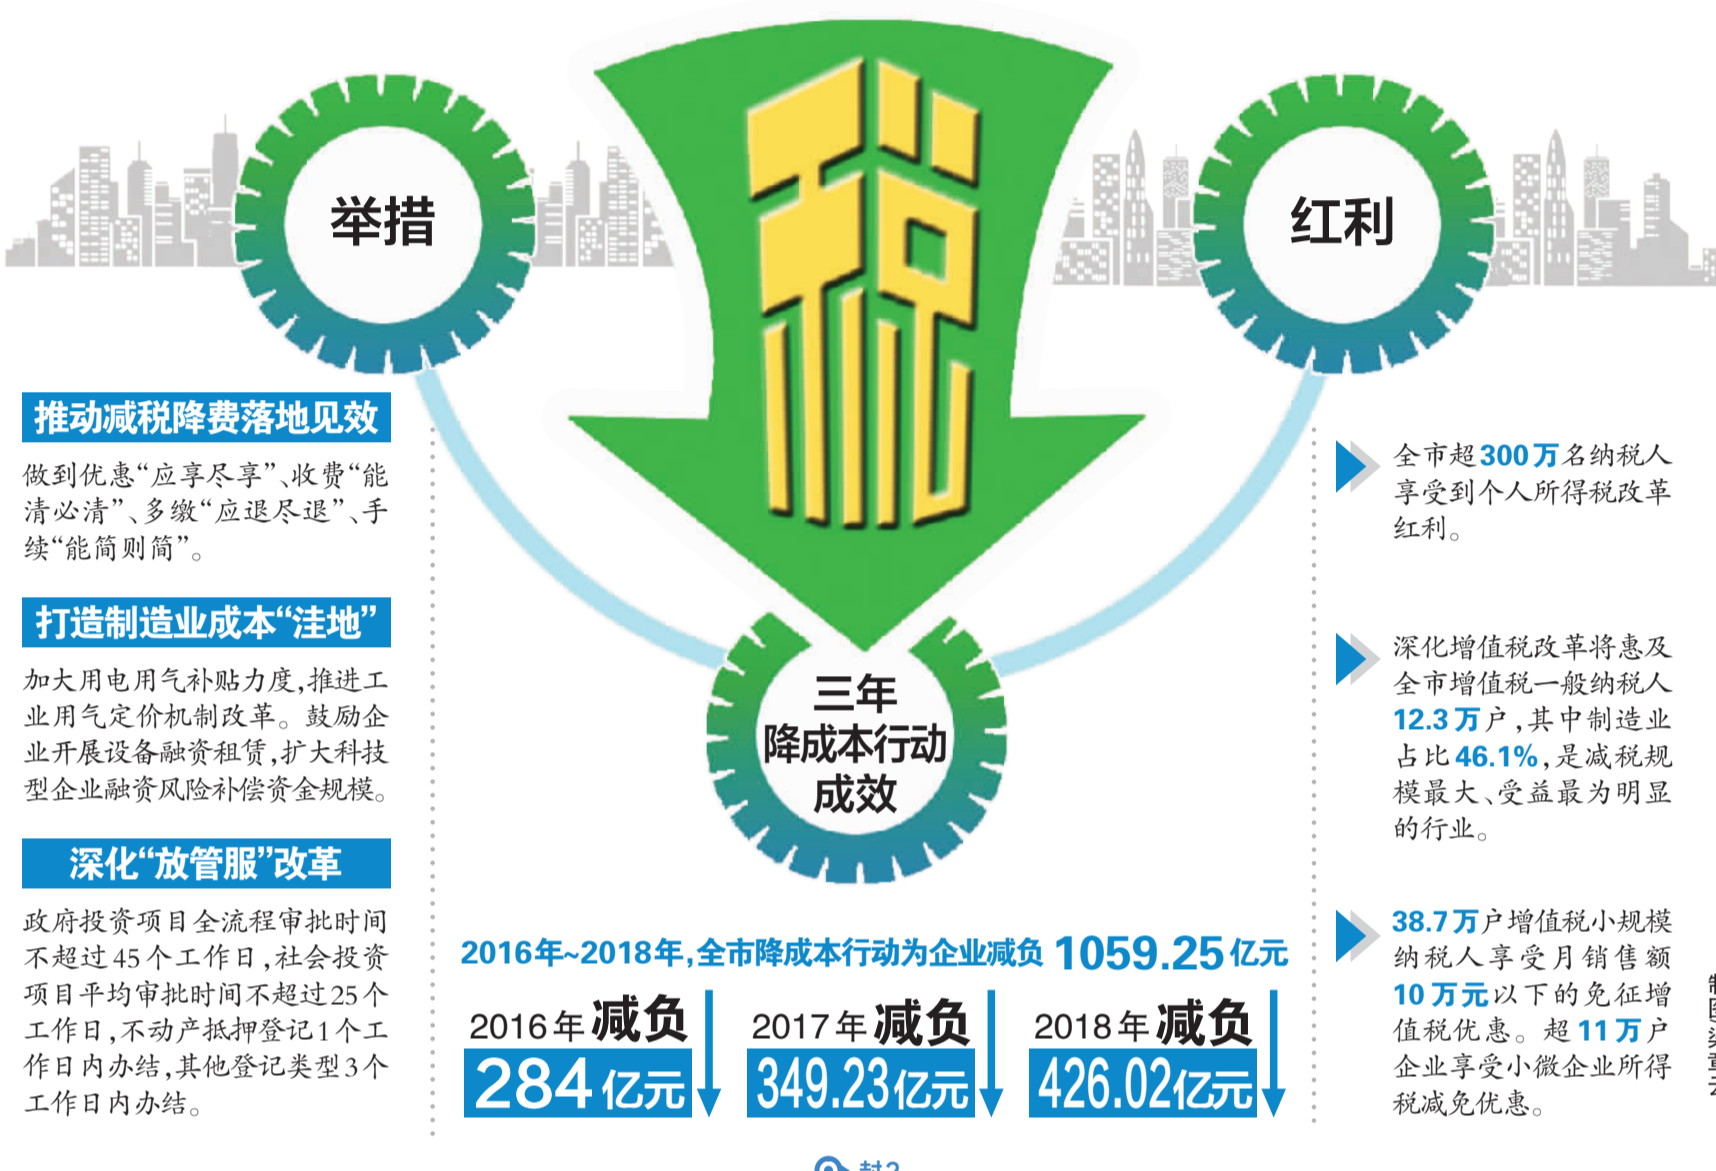 税
举措
红利
推动减税降费落地见效
做到优惠“应享尽享”、收费“能
清必清”、多缴“应退尽退”、手
续“能简则简”。
打造制造业成本“洼地”
加大用电用气补贴力度,推进工
业用气定价机制改革。鼓励企
业开展设备融资租赁,扩大科技
型企业融资风险补偿资金规模。
深化“放管服”改革
政府投资项目全流程审批时间
不超过45个工作日,社会投资
项目平均审批时间不超过25个
工作日,不动产抵押登记1个工
作日内办结,其他登记类型3个
工作日内办结。
三年
降成本行动
成效
2016年~2018年,全市降成本行动为企业减负 1059.25亿元
2016年 减负
284亿元
2017年 减负
349.23亿元
2018年 减负
426.02亿元
全市超300万名纳税人
享受到个人所得税改革
红利。
深化增值税改革将惠及
全市增值税一般纳税人
12.3万户,其中制造业
占比46.1%,是减税规
模最大、受益最为明显
的行业。
38.7万户增值税小规模
纳税人享受月销售额
10万元以下的免征增
值税优惠。超11万户
企业享受小微企业所得
税减免优惠。